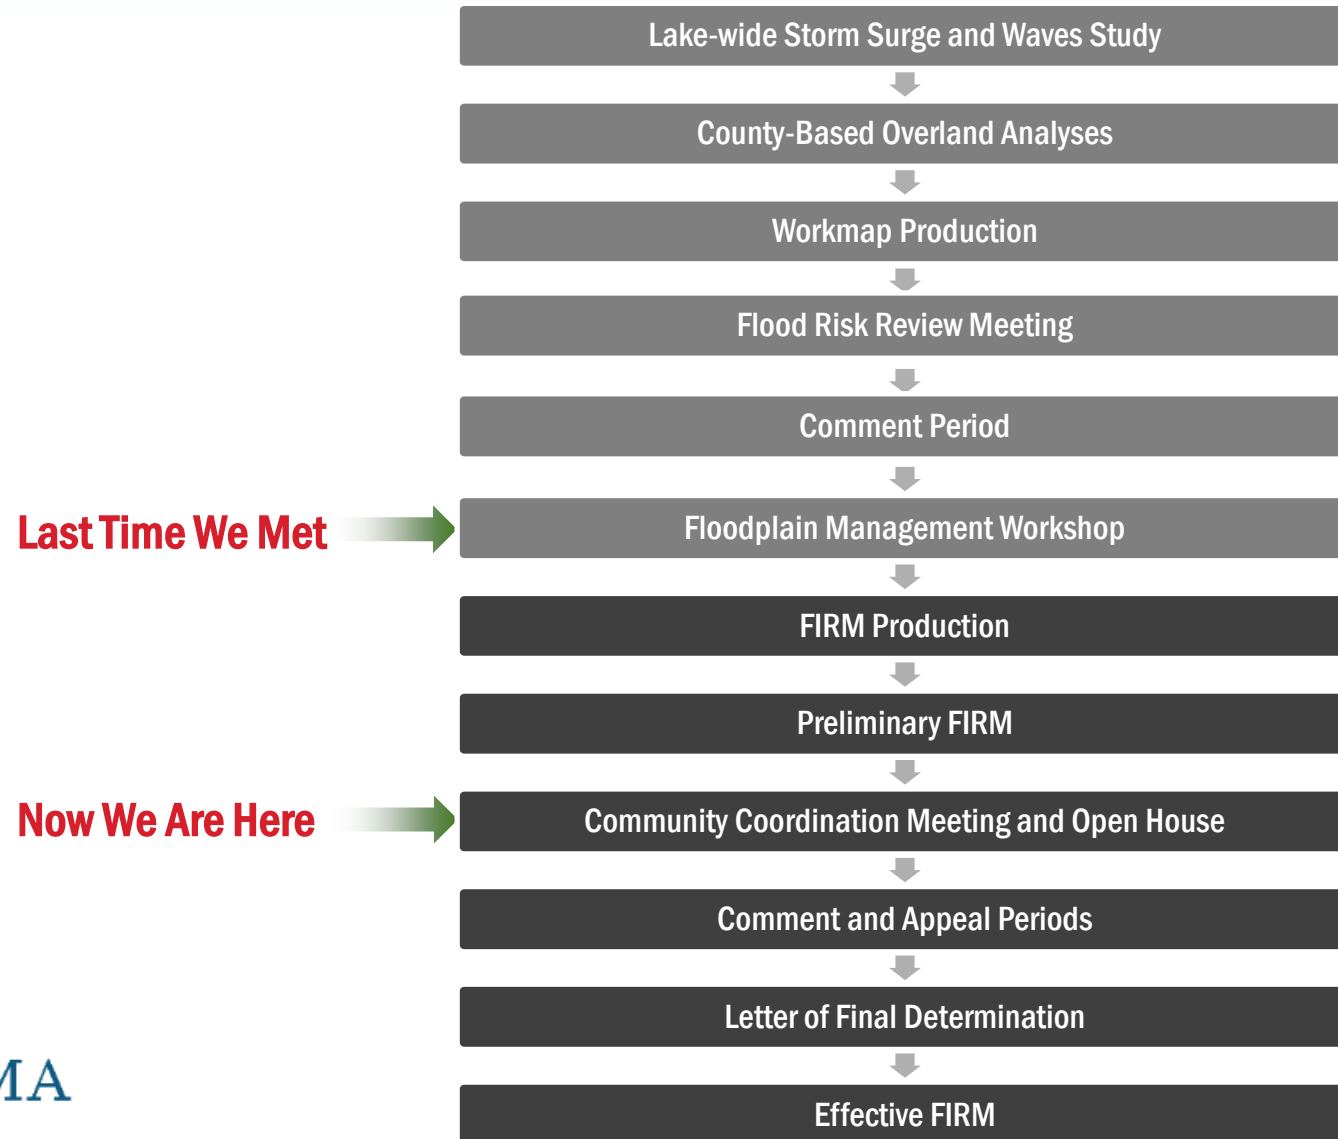 Lake-wide Storm Surge and Waves Study
County-Based Overland Analyses
Workmap Production
Flood Risk Review Meeting
Comment Period
Last Time We Met
Floodplain Management Workshop
FIRM Production
Preliminary FIRM
Now We Are Here
Community Coordination Meeting and Open House
Comment and Appeal Periods
Letter of Final Determination
MA
Effective FIRM